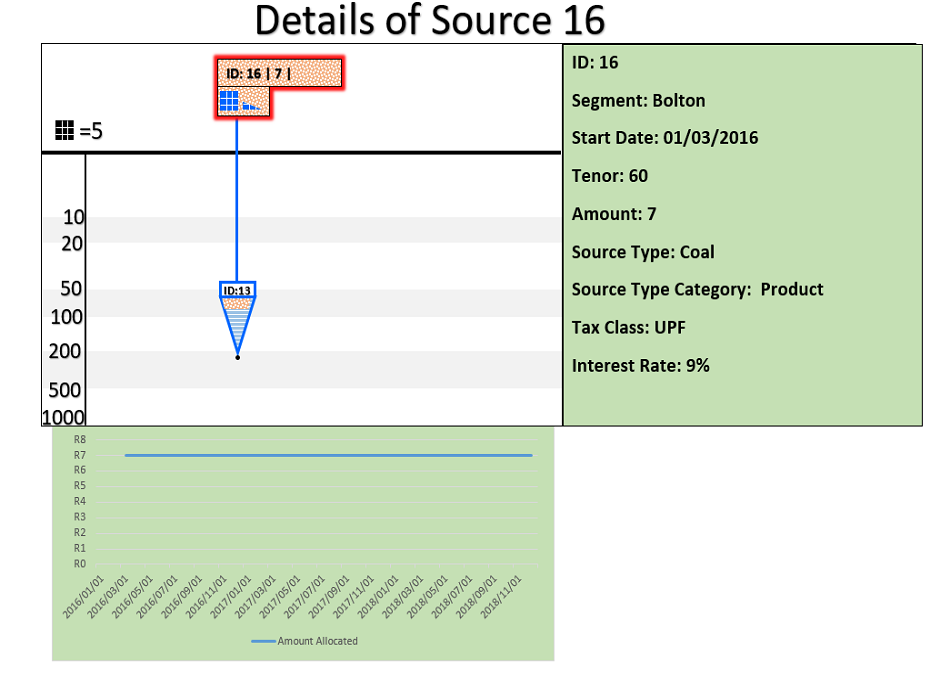 Details of Source 16
ID: 16 | 7 |
=5
ID:13
10
20
50
100
200
500
1000
ID: 16
Segment: Bolton
Start Date: 01/03/2016
Tenor: 60
Amount: 7
Source Type: Coal
Source Type Category:  Product
Tax Class: UPF
Interest Rate: 9%
R8
R7
R6
R5
R4
R3
R2
R1
R0
2016/01/01
2016/03/01
2016/05/01
2016/07/01
2016/09/01
2016/11/01
2017/01/01
2017/03/01
2017/05/01
2017/07/01
2017/09/01
2017/11/01
2018/01/01
2018/03/01
2018/05/01
2018/07/01
2018/09/01
2018/11/01
Amount Allocated